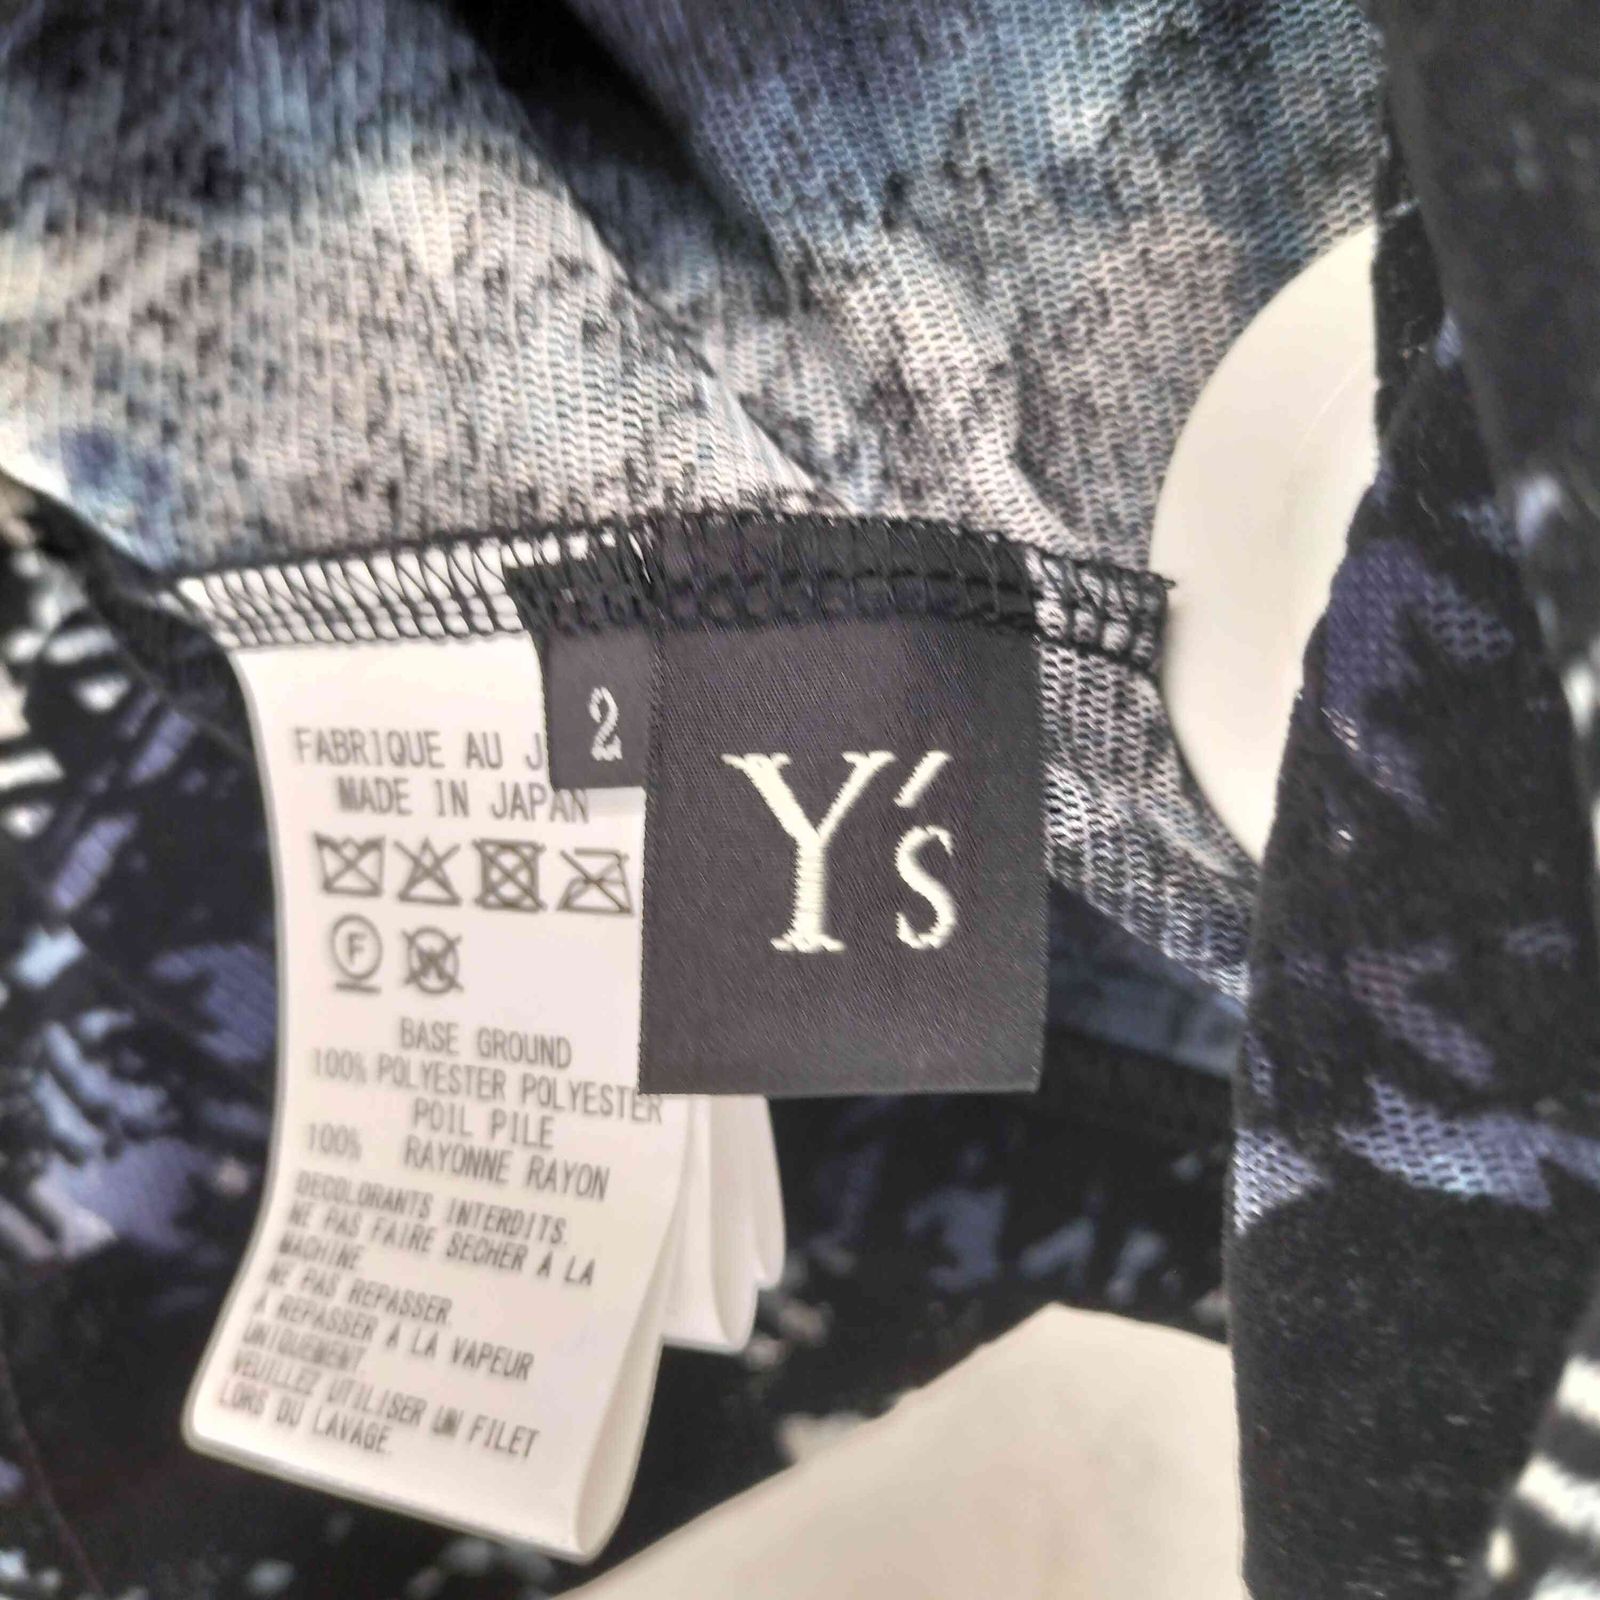 2
Y's
FABRIQUE AU J
MADE IN JAPAN
F
W
BASE GROUND
100% POLYESTER POLYESTER
POIL PILE
100% RAYONNE RAYON
DECOLORANTS INTERDITS.
NE PAS FAIRE SECHER A LA
MACHINE
NE PAS REPASSER.
A REPASSER A LA VAPEUR
UNIQUEMENT.
VEUILLEZ UTILISER UN FILET
LORS DU LAVAGE.